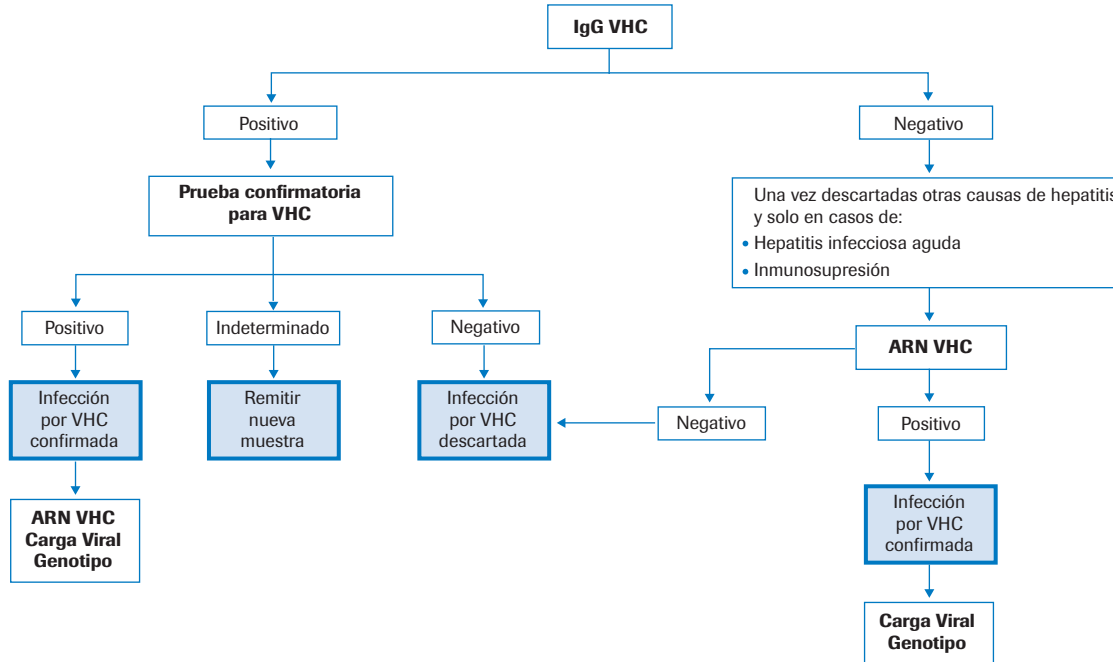 IgG VHC
Positivo
Negativo
Prueba confirmatoria
para VHC
Una vez descartadas otras causas de hepatitis
y solo en casos de:
• Hepatitis infecciosa aguda
• Inmunosupresión
Positivo
Indeterminado
Negativo
ARN VHC
Infección
por VHC
confirmada
Remitir
nueva
muestra
Infección
por VHC
descartada
Negativo
Positivo
ARN VHC
Carga Viral
Genotipo
Infección
por VHC
confirmada
Carga Viral
Genotipo